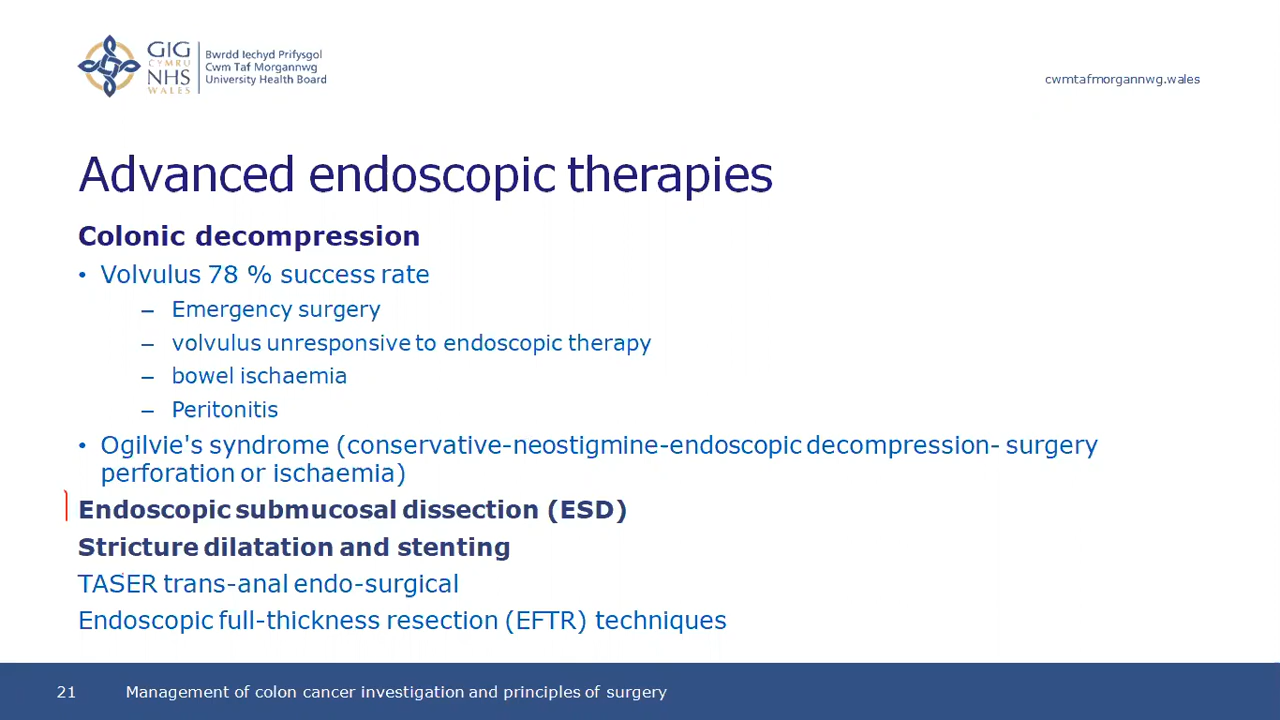 GIG
CYMRU
NHS
WALES
Bwrdd Iechyd Prifysgol
Cwm Taf Morgannwg
University Health Board
cwmtafmorgannwg.wales
Advanced endoscopic therapies
Colonic decompression
• Volvulus 78 % success rate
– Emergency surgery
– volvulus unresponsive to endoscopic therapy
– bowel ischaemia
– Peritonitis
• Ogilvie's syndrome (conservative-neostigmine-endoscopic decompression- surgery
perforation or ischaemia)
Endoscopic submucosal dissection (ESD)
Stricture dilatation and stenting
TASER trans-anal endo-surgical
Endoscopic full-thickness resection (EFTR) techniques
21 Management of colon cancer investigation and principles of surgery